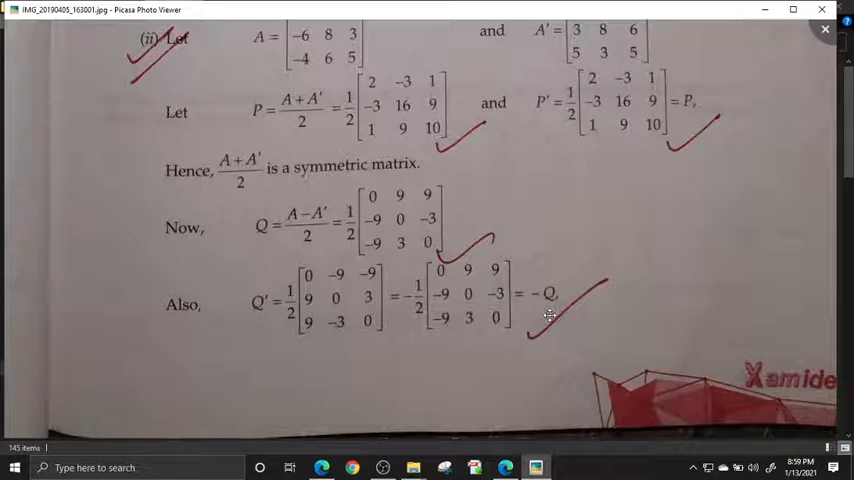 IMG_20190405_163001.jpg - Picasa Photo Viewer
(ii) Let A = [-6 8 3; -4 6 5] and A' = [3 8 6; 5 3 5]
Let P = (A + A')/2 = 1/2 [2 -3 1; -3 16 9; 1 9 10] and P' = 1/2 [2 -3 1; -3 16 9; 1 9 10] = P,
Hence, (A + A')/2 is a symmetric matrix.
Now, Q = (A - A')/2 = 1/2 [0 9 9; -9 0 -3; -9 3 0]
Also, Q' = 1/2 [0 -9 -9; 9 0 3; 9 -3 0] = -1/2 [0 9 9; -9 0 -3; -9 3 0] = -Q,
Xamide
145 items
Type here to search
8:59 PM
1/13/2021